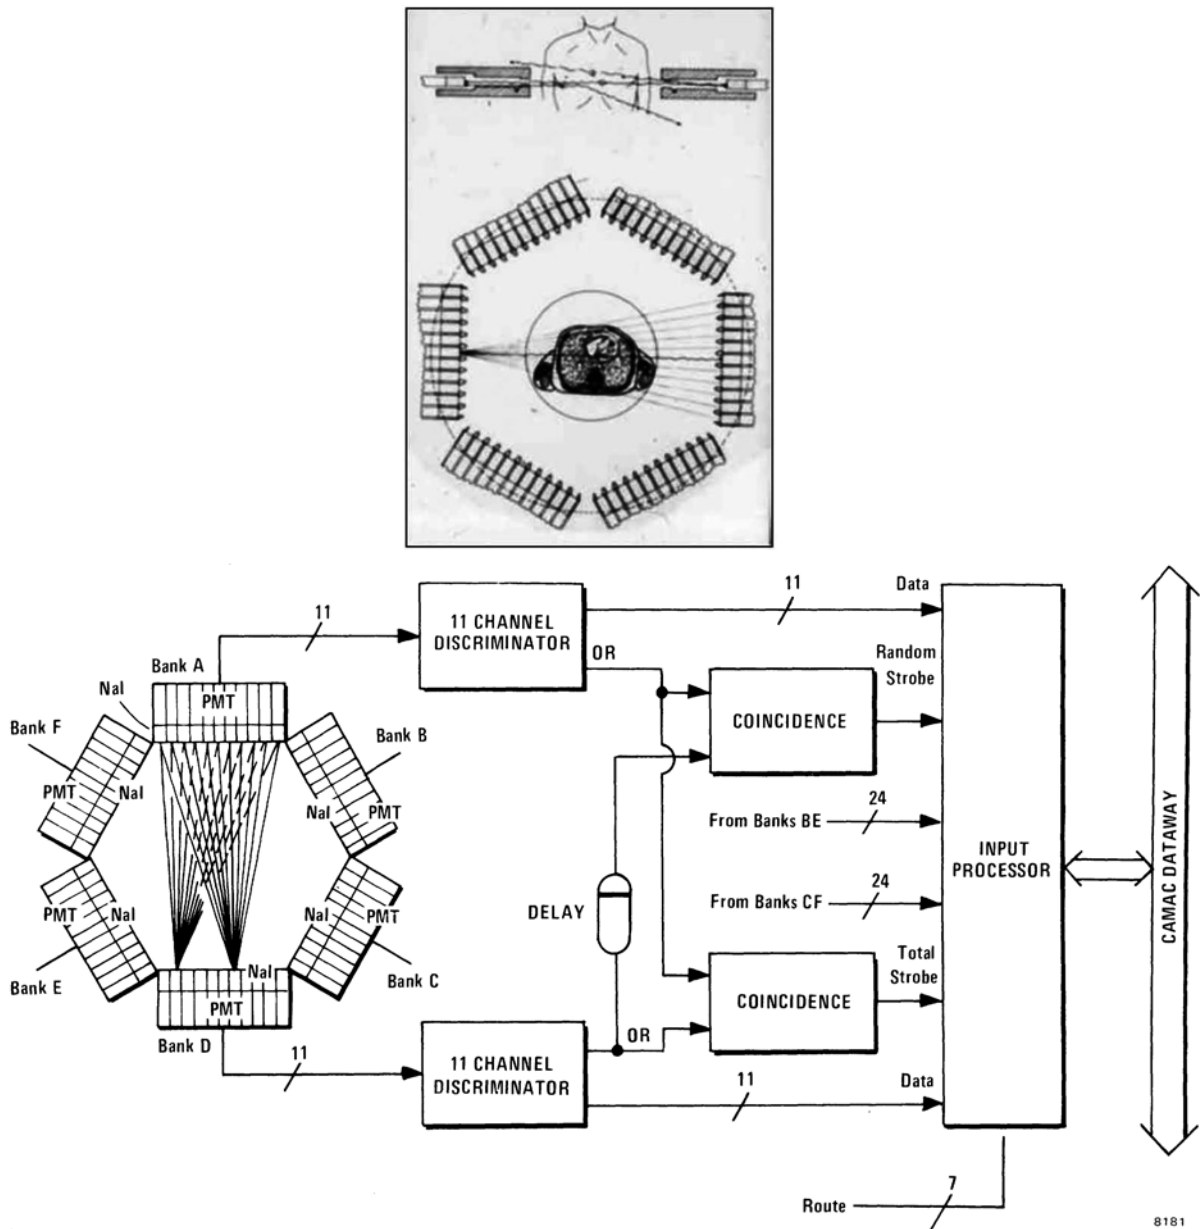 11
11 CHANNEL
DISCRIMINATOR
11
Data
OR
Random
Strobe
Bank A
NaI
PMT
Bank F
Bank B
PMT
NaI
NaI
PMT
COINCIDENCE
From Banks BE
24
INPUT
PROCESSOR
From Banks CF
24
DELAY
CAMAC DATAWAY
PMT
NaI
NaI
PMT
Bank E
Bank C
NaI
PMT
Bank D
Total
Strobe
COINCIDENCE
OR
11
11 CHANNEL
DISCRIMINATOR
11
Data
Route
7
8181